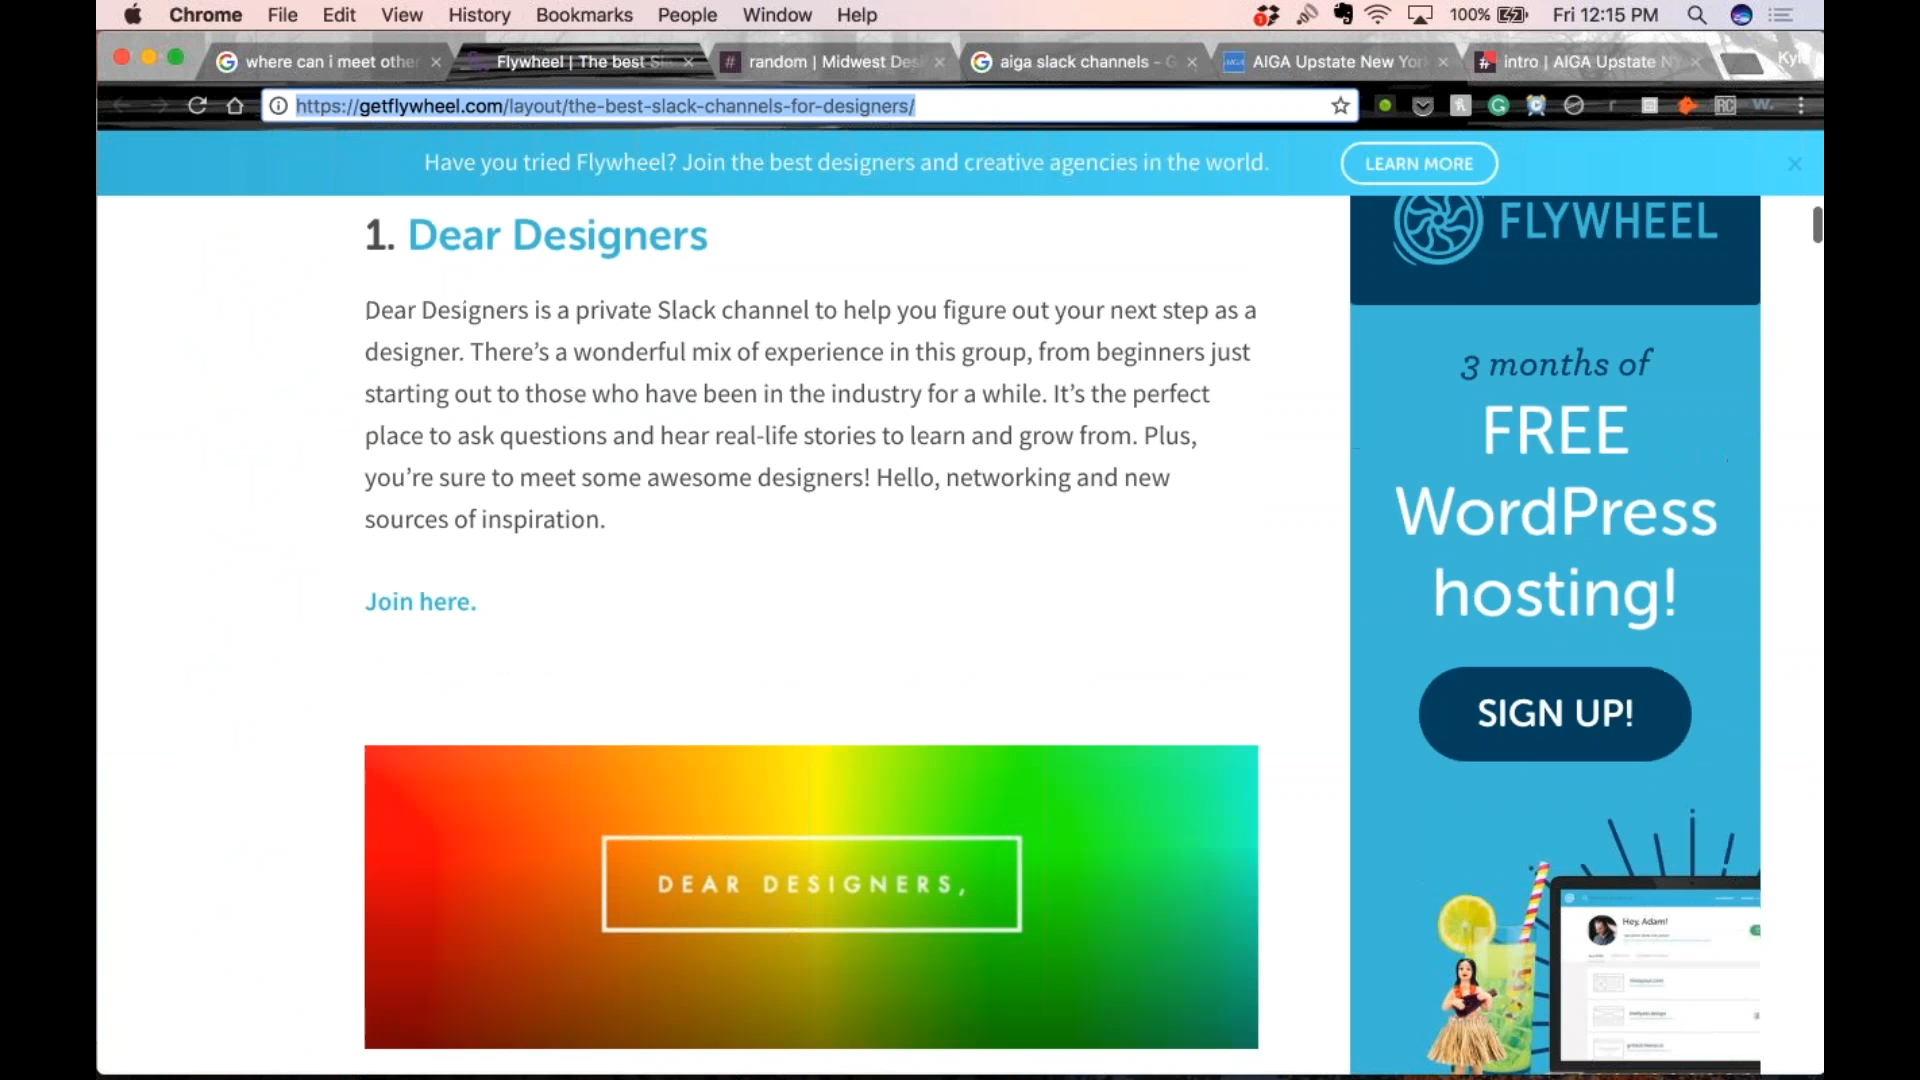 Chrome File Edit View History Bookmarks People Window Help
1
100%
Fri 12:15 PM
where can i meet other
Flywheel | The best Sla
# random | Midwest Desi
aiga slack channels - G
AIGA Upstate New Yor
intro | AIGA Upstate N
Kyle
https://getflywheel.com/layout/the-best-slack-channels-for-designers/
RC W.
Have you tried Flywheel? Join the best designers and creative agencies in the world.
LEARN MORE
1. Dear Designers
Dear Designers is a private Slack channel to help you figure out your next step as a
designer. There’s a wonderful mix of experience in this group, from beginners just
starting out to those who have been in the industry for a while. It’s the perfect
place to ask questions and hear real-life stories to learn and grow from. Plus,
you’re sure to meet some awesome designers! Hello, networking and new
sources of inspiration.
Join here.
DEAR DESIGNERS,
FLYWHEEL
3 months of
FREE
WordPress
hosting!
SIGN UP!
Hey, Adam!